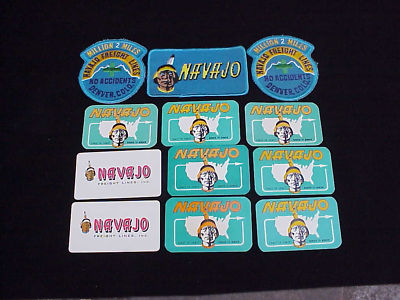 MILLION 2 MILES
NAVAJO FREIGHT LINES
NO ACCIDENTS
DENVER, COLO.
NAVAJO
MILLION 2 MILES
NAVAJO FREIGHT LINES
NO ACCIDENTS
DENVER, COLO.
NAVAJO
NAVAJO
NAVAJO
NAVAJO
FREIGHT LINES, INC.
NAVAJO
NAVAJO
NAVAJO
FREIGHT LINES, INC.
NAVAJO
NAVAJO